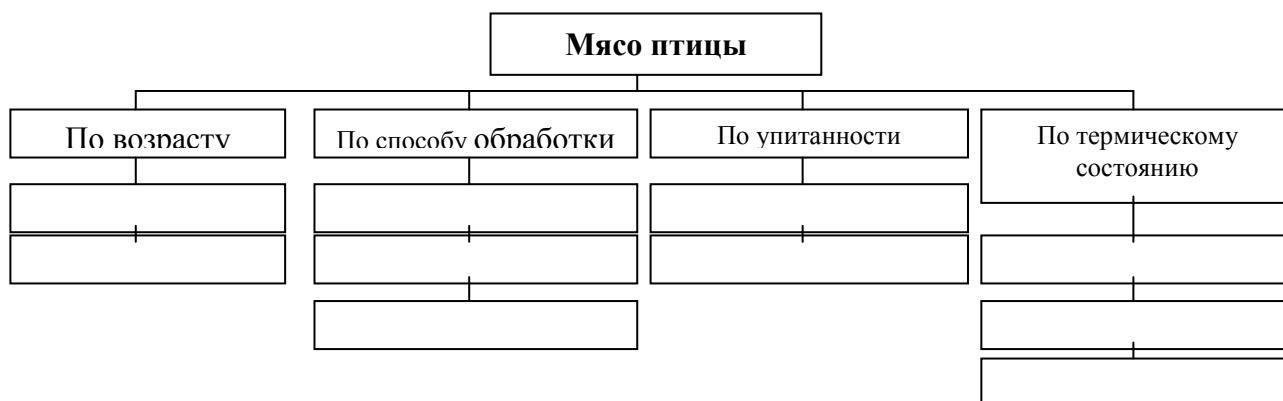 Мясо птицы
По возрасту
По способу обработки
По упитанности
По термическому
состоянию